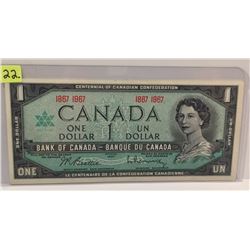 22.
CENTENNIAL OF CANADIAN CONFEDERATION
1867 1967 1867 1967
CANADA
ONE DOLLAR 1 UN DOLLAR
BANK OF CANADA - BANQUE DU CANADA
ONE UN
LE CENTENAIRE DE LA CONFÉDÉRATION CANADIENNE